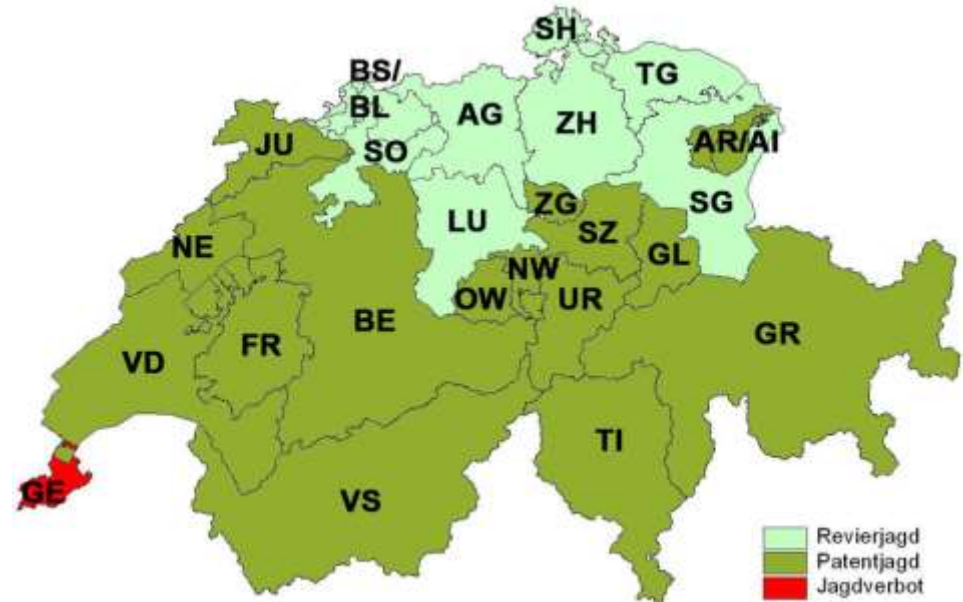 SH
BS/
BL
TG
AG
ZH
JU
SO
AR/AI
ZG
SG
LU
SZ
NE
GL
NW
OW
UR
BE
FR
GR
VD
TI
GE
VS
Revierjagd
Patentjagd
Jagdverbot